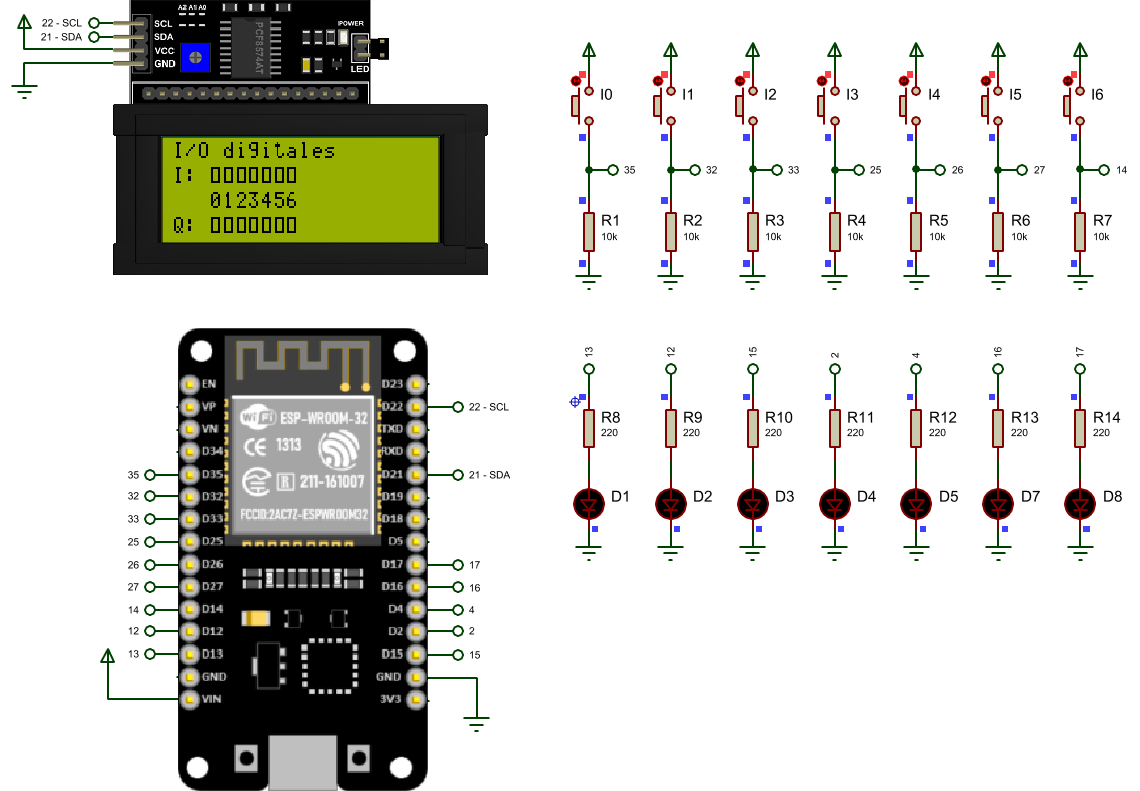 A2 A1 A0
22 - SCL
SCL
21 - SDA
SDA
VCC
GND
PCF8574AT
POWER
LED
I/O digitales
I: 0000000
0123456
Q: 0000000
I0
I1
I2
I3
I4
I5
I6
35
32
33
25
26
27
14
R1
R2
R3
R4
R5
R6
R7
10k
10k
10k
10k
10k
10k
10k
13
12
15
2
4
16
17
R8
R9
R10
R11
R12
R13
R14
220
220
220
220
220
220
220
D1
D2
D3
D4
D5
D7
D8
EN
VP
VN
D34
35
D35
32
D32
33
D33
25
D25
26
D26
27
D27
14
D14
12
D12
13
D13
GND
VIN
WiFi
ESP-WROOM-32
CE
1313
R
211-161007
FCCID:2AC7Z-ESPWROOM32
D23
D22
22 - SCL
TXD
RXD
D21
21 - SDA
D19
D18
D5
D17
17
D16
16
D4
4
D2
2
D15
15
GND
3V3